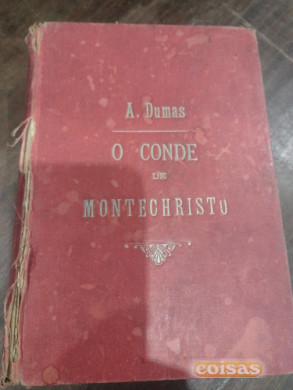 A. Dumas
O CONDE
DE
MONTECHRISTO
coisas